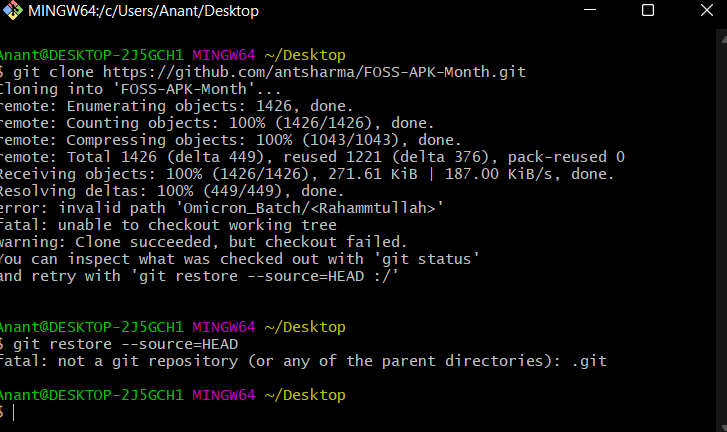 MINGW64:/c/Users/Anant/Desktop
Anant@DESKTOP-2J5GCH1 MINGW64 ~/Desktop
$ git clone https://github.com/antsharma/FOSS-APK-Month.git
Cloning into 'FOSS-APK-Month'...
remote: Enumerating objects: 1426, done.
remote: Counting objects: 100% (1426/1426), done.
remote: Compressing objects: 100% (1043/1043), done.
remote: Total 1426 (delta 449), reused 1221 (delta 376), pack-reused 0
Receiving objects: 100% (1426/1426), 271.61 KiB | 187.00 KiB/s, done.
Resolving deltas: 100% (449/449), done.
error: invalid path 'Omicron_Batch/<Rahammtullah>'
fatal: unable to checkout working tree
warning: Clone succeeded, but checkout failed.
You can inspect what was checked out with 'git status'
and retry with 'git restore --source=HEAD :/'
Anant@DESKTOP-2J5GCH1 MINGW64 ~/Desktop
$ git restore --source=HEAD
fatal: not a git repository (or any of the parent directories): .git
Anant@DESKTOP-2J5GCH1 MINGW64 ~/Desktop
$